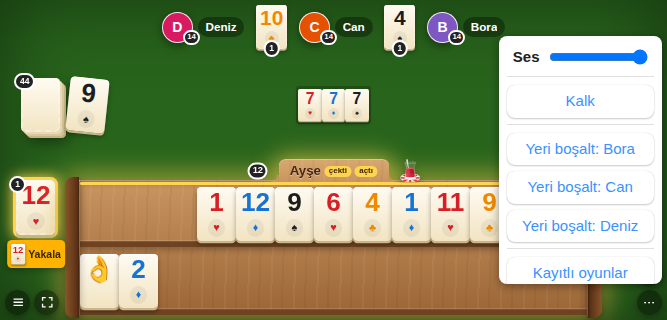 D 14 Deniz 10 1 C 14 Can 4 1 B 14 Bora
Ses
Kalk
44 9
7 7 7
Yeri boşalt: Bora
12 Ayşe çekti açtı
Yeri boşalt: Can
1 12
1 12 9 6 4 1 11 9
Yeri boşalt: Deniz
12 Yakala
2
Kayıtlı oyunlar